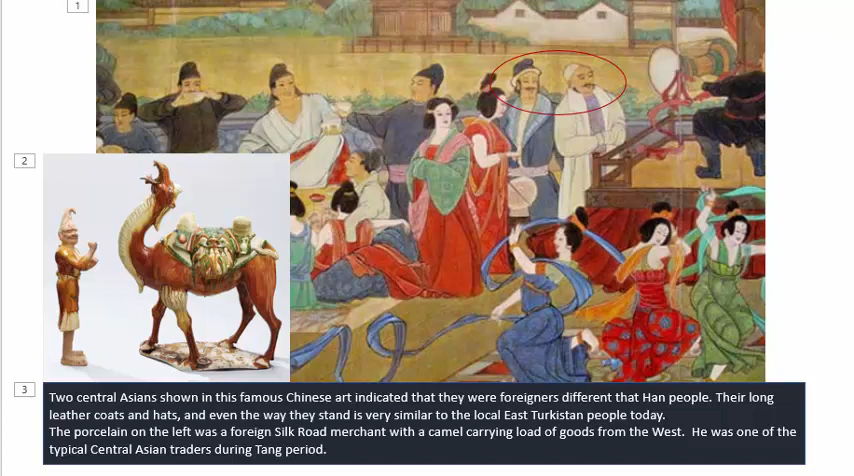 1
2
3
Two central Asians shown in this famous Chinese art indicated that they were foreigners different that Han people. Their long
leather coats and hats, and even the way they stand is very similar to the local East Turkistan people today.
The porcelain on the left was a foreign Silk Road merchant with a camel carrying load of goods from the West. He was one of the
typical Central Asian traders during Tang period.